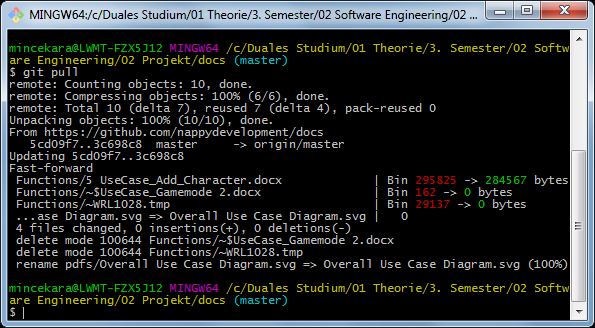 MINGW64:/c/Duales Studium/01 Theorie/3. Semester/02 Software Engineering/02 ...
mincekara@LWMT-FZX5J12 MINGW64 /c/Duales Studium/01 Theorie/3. Semester/02 Softw
are Engineering/02 Projekt/docs (master)
$ git pull
remote: Counting objects: 10, done.
remote: Compressing objects: 100% (6/6), done.
remote: Total 10 (delta 7), reused 7 (delta 4), pack-reused 0
Unpacking objects: 100% (10/10), done.
From https://github.com/nappydevelopment/docs
   5cd09f7..3c698c8  master     -> origin/master
Updating 5cd09f7..3c698c8
Fast-forward
 Functions/5 UseCase_Add_Character.docx             | Bin 295825 -> 284567 bytes
 Functions/~$UseCase_Gamemode 2.docx                | Bin 162 -> 0 bytes
 Functions/~WRL1028.tmp                             | Bin 29137 -> 0 bytes
 ...ase Diagram.svg => Overall Use Case Diagram.svg |   0
 4 files changed, 0 insertions(+), 0 deletions(-)
 delete mode 100644 Functions/~$UseCase_Gamemode 2.docx
 delete mode 100644 Functions/~WRL1028.tmp
 rename pdfs/Overall Use Case Diagram.svg => Overall Use Case Diagram.svg (100%)
mincekara@LWMT-FZX5J12 MINGW64 /c/Duales Studium/01 Theorie/3. Semester/02 Softw
are Engineering/02 Projekt/docs (master)
$